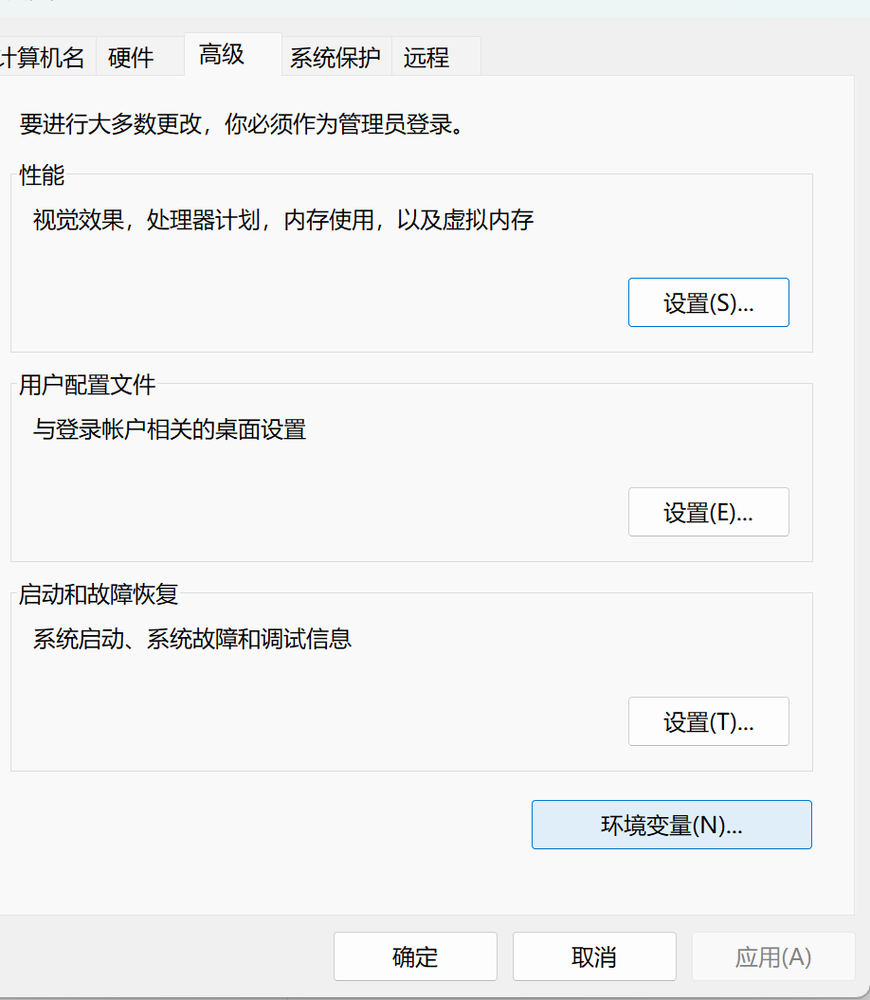 计算机名 硬件 高级 系统保护 远程
要进行大多数更改，你必须作为管理员登录。
性能
视觉效果，处理器计划，内存使用，以及虚拟内存
设置(S)...
用户配置文件
与登录帐户相关的桌面设置
设置(E)...
启动和故障恢复
系统启动、系统故障和调试信息
设置(T)...
环境变量(N)...
确定 取消 应用(A)